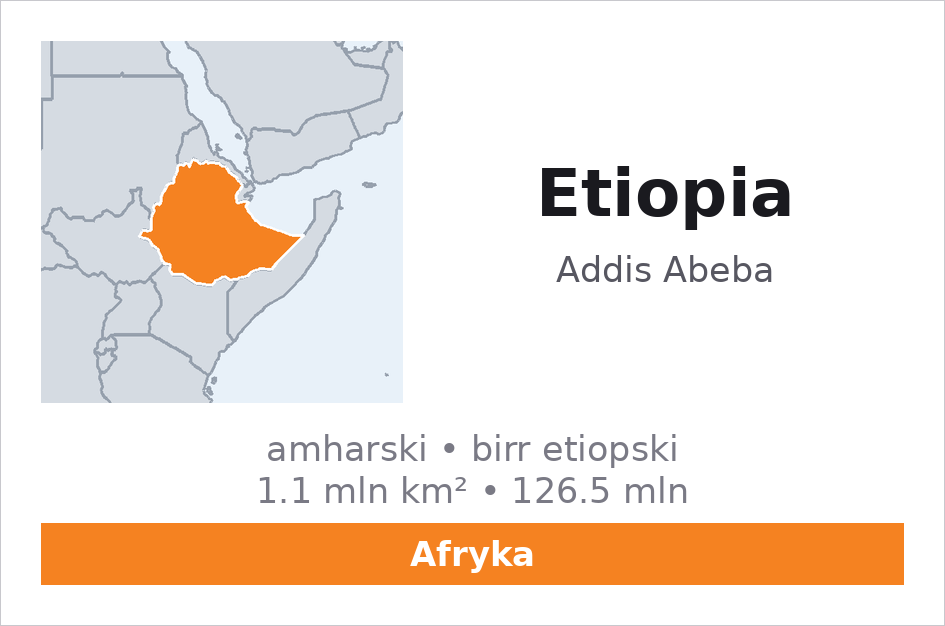 Etiopia
Addis Abeba
amharski • birr etiopski
1.1 mln km² • 126.5 mln
Afryka